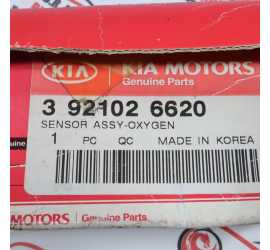 KIA KIA MOTORS
Genuine Parts
3 92102 6620
SENSOR ASSY-OXYGEN
1 PC QC MADE IN KOREA
Genuine
MOTORS Genuine Parts